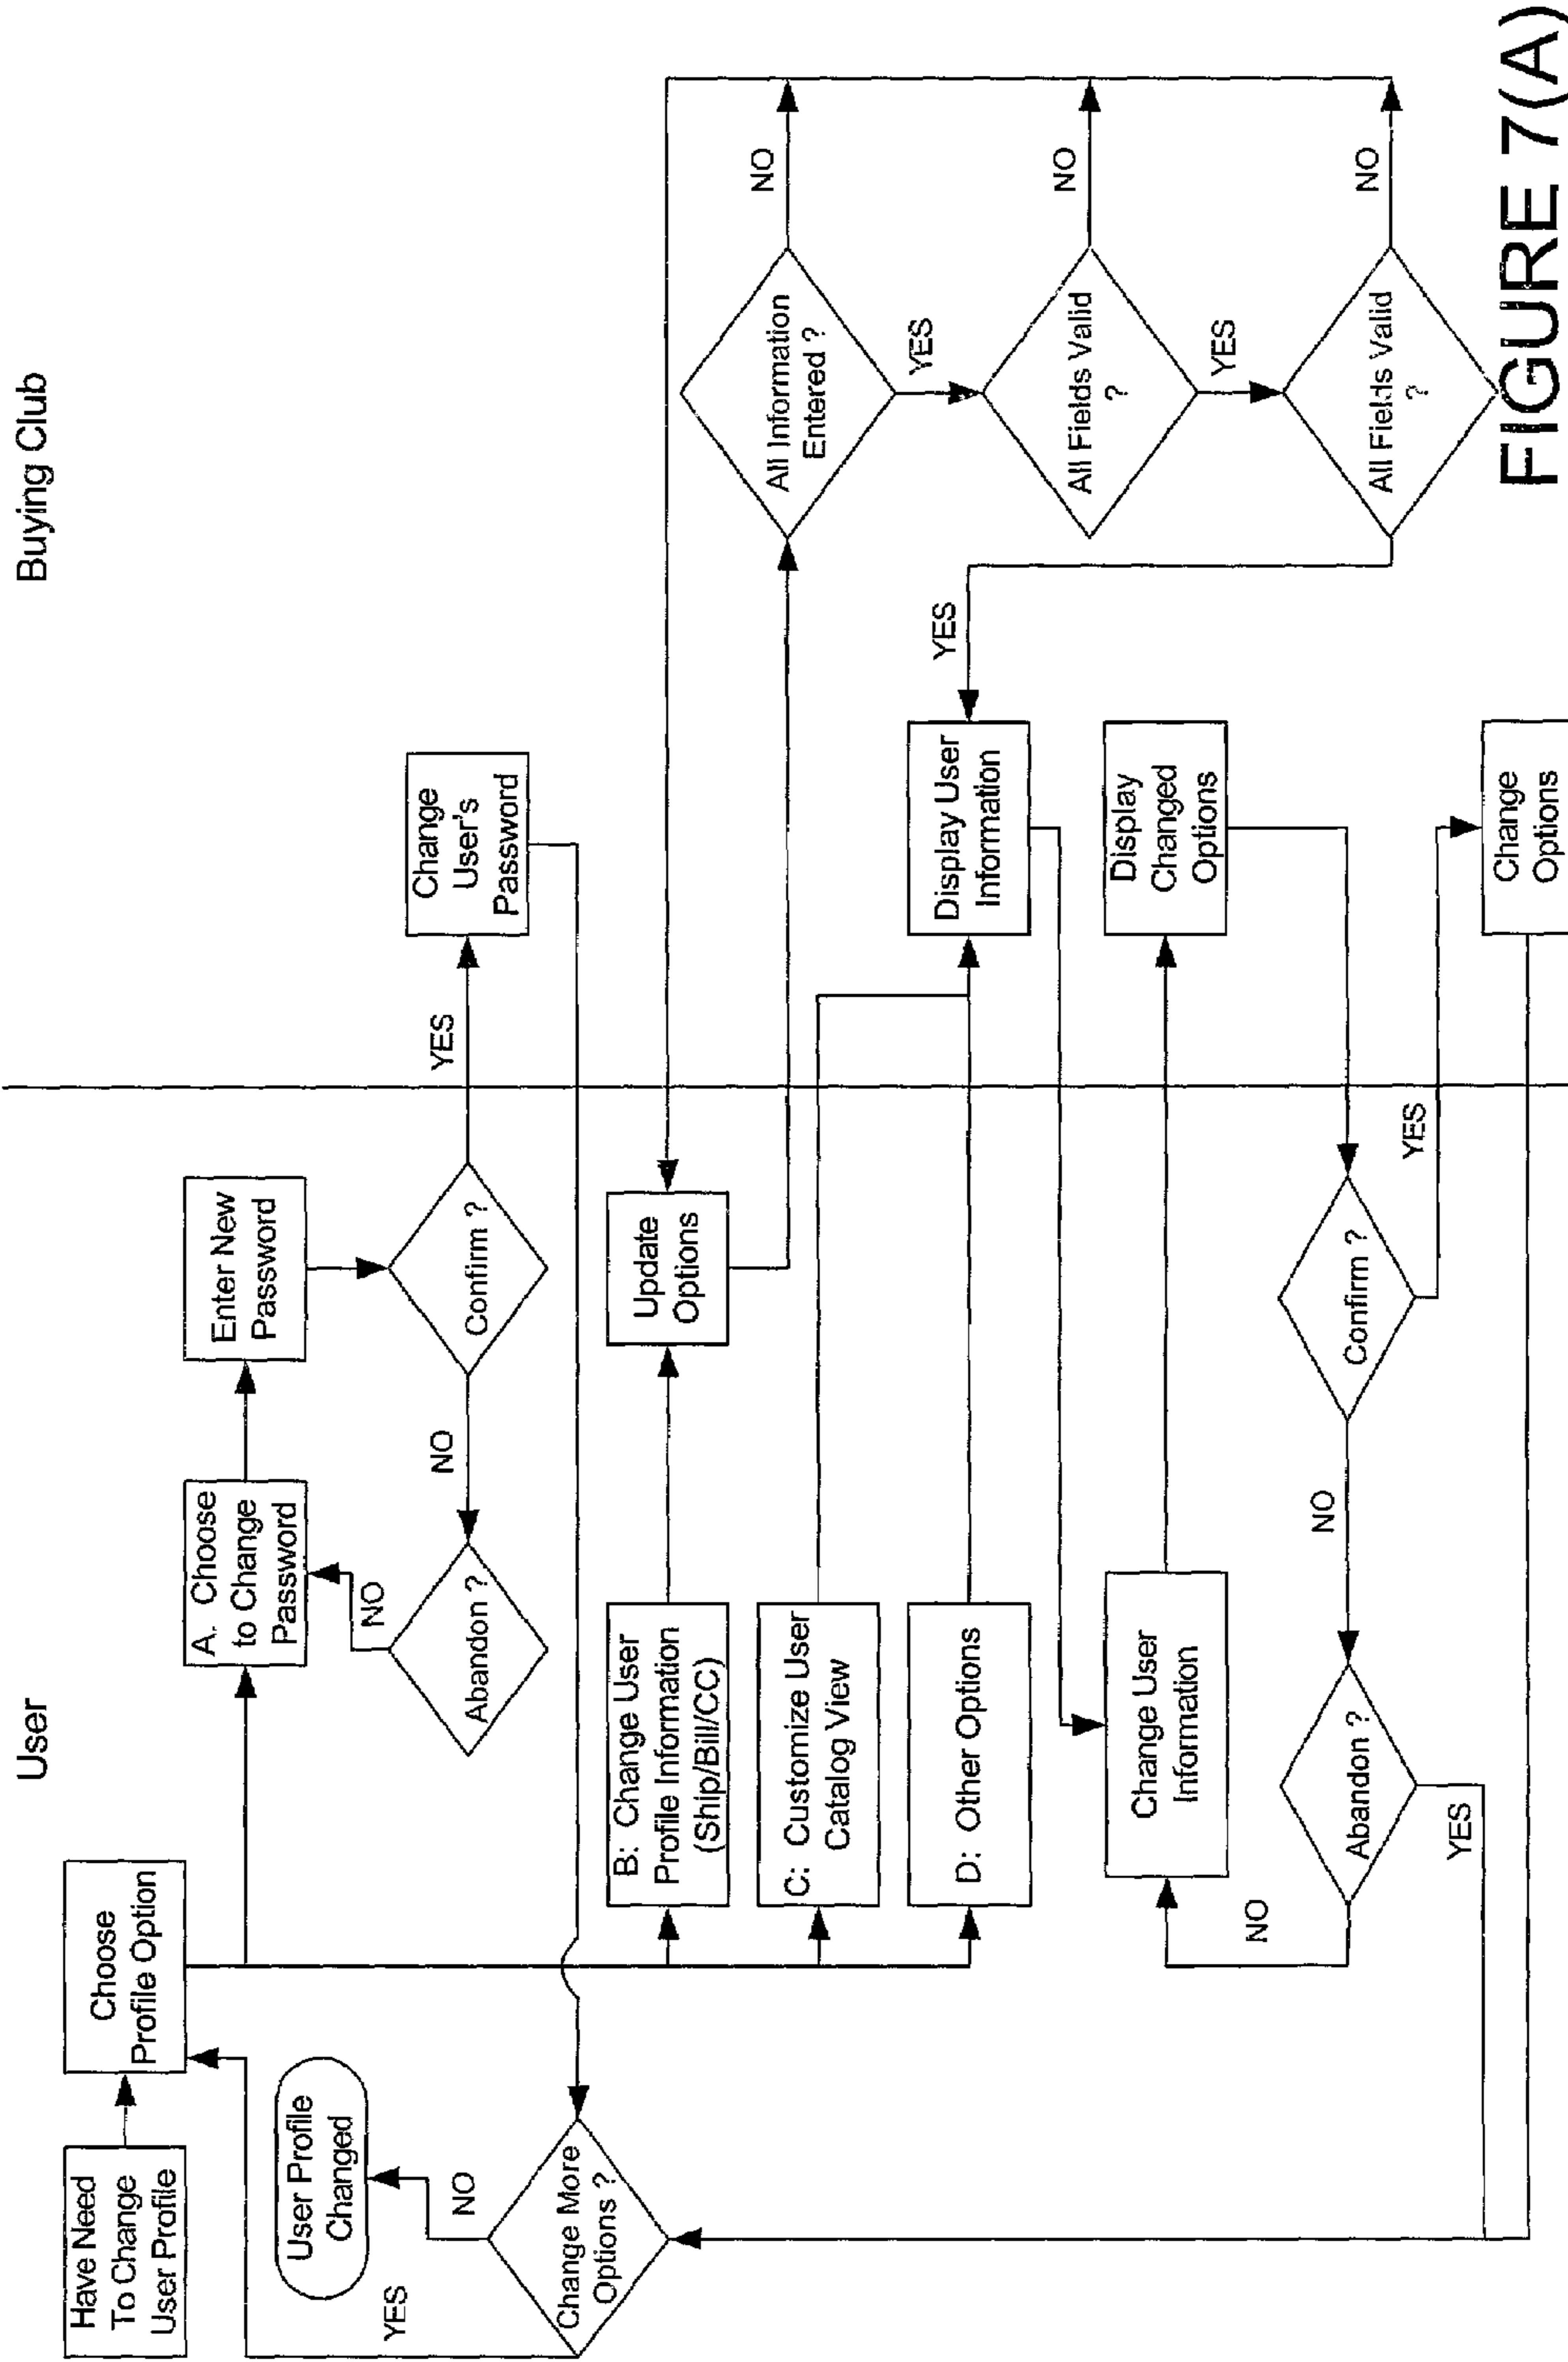 User
Buying Club
Have Need
To Change
User Profile
Choose
Profile Option
A. Choose
to Change
Password
Enter New
Password
User Profile
Changed
NO
YES
Change More
Options ?
NO
Abandon ?
NO
Confirm ?
YES
Change
User's
Password
B: Change User
Profile Information
(Ship/Bill/CC)
Update
Options
C: Customize User
Catalog View
D: Other Options
All Information
Entered ?
NO
YES
All Fields Valid
?
NO
YES
All Fields Valid
?
NO
YES
Display User
Information
Change User
Information
Display
Changed
Options
NO
Abandon ?
YES
NO
Confirm ?
YES
Change
Options
FIGURE 7(A)